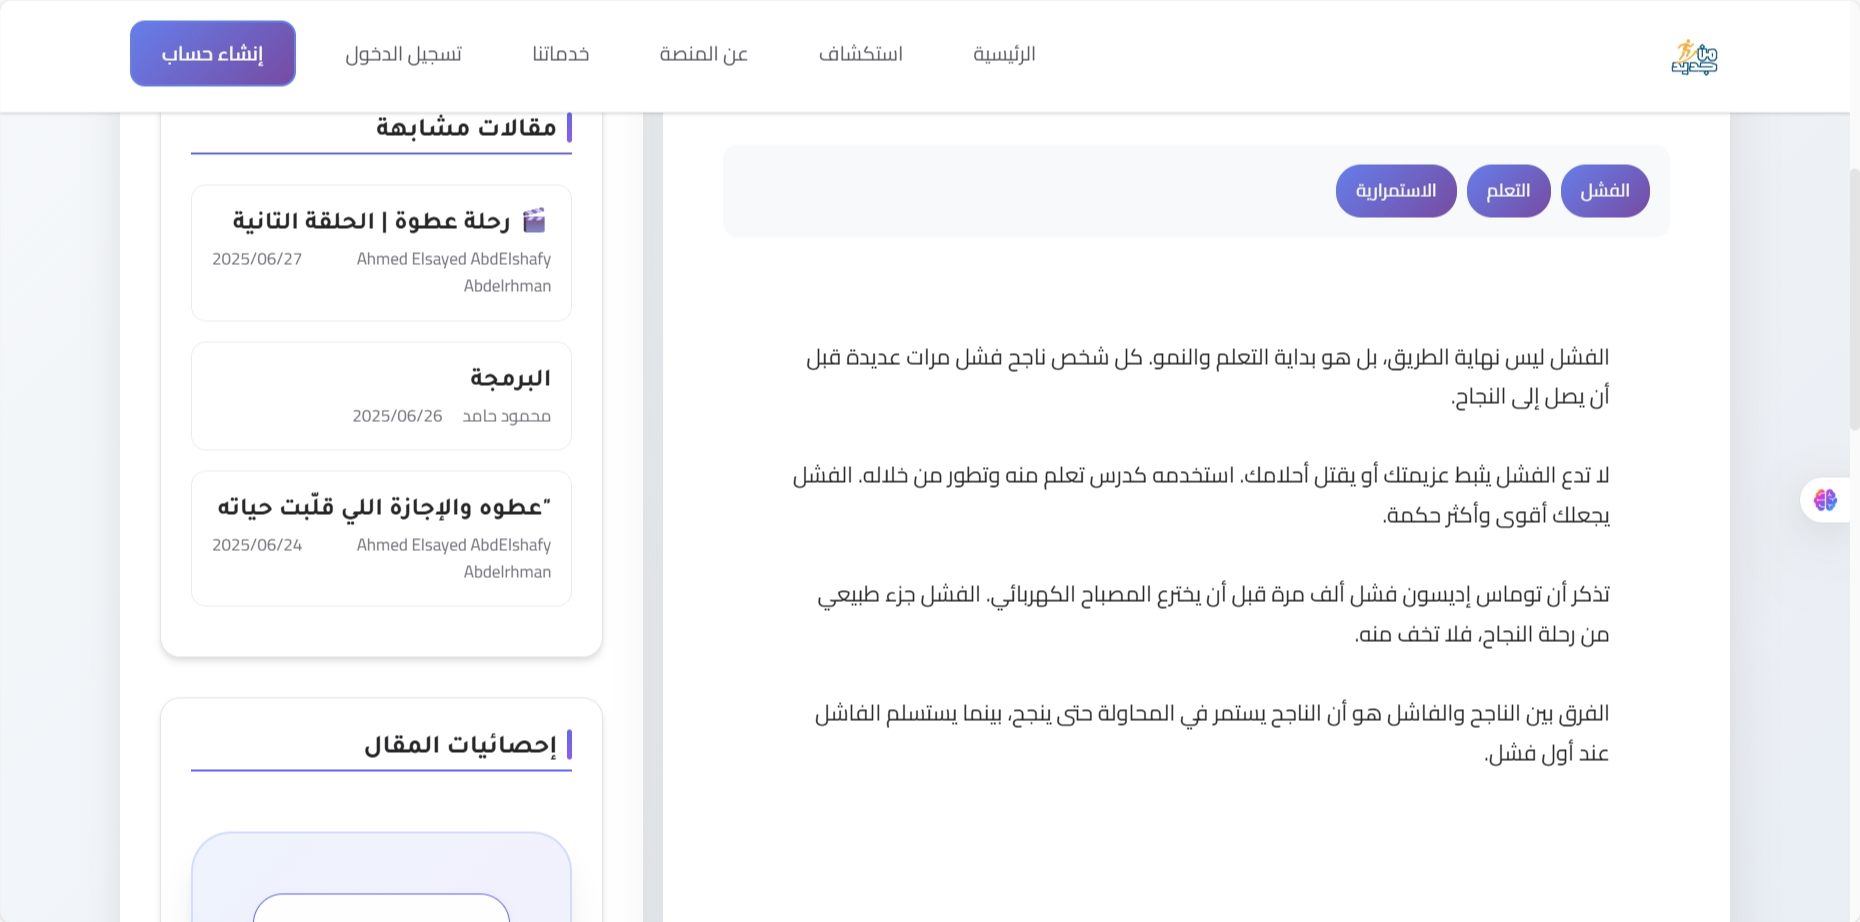 من جديد
الرئيسية
استكشاف
عن المنصة
خدماتنا
تسجيل الدخول
إنشاء حساب
الفشل
التعلم
الاستمرارية
الفشل ليس نهاية الطريق، بل هو بداية التعلم والنمو. كل شخص ناجح فشل مرات عديدة قبل
أن يصل إلى النجاح.
لا تدع الفشل يثبط عزيمتك أو يقتل أحلامك. استخدمه كدرس تعلم منه وتطور من خلاله. الفشل
يجعلك أقوى وأكثر حكمة.
تذكر أن توماس إديسون فشل ألف مرة قبل أن يخترع المصباح الكهربائي. الفشل جزء طبيعي
من رحلة النجاح، فلا تخف منه.
الفرق بين الناجح والفاشل هو أن الناجح يستمر في المحاولة حتى ينجح، بينما يستسلم الفاشل
عند أول فشل.
مقالات مشابهة
🎬 رحلة عطوة | الحلقة التانية
Ahmed Elsayed AbdElshafy 2025/06/27
Abdelrhman
البرمجة
محمود حامد 2025/06/26
"عطوه والإجازة اللي قلّبت حياته
Ahmed Elsayed AbdElshafy 2025/06/24
Abdelrhman
إحصائيات المقال